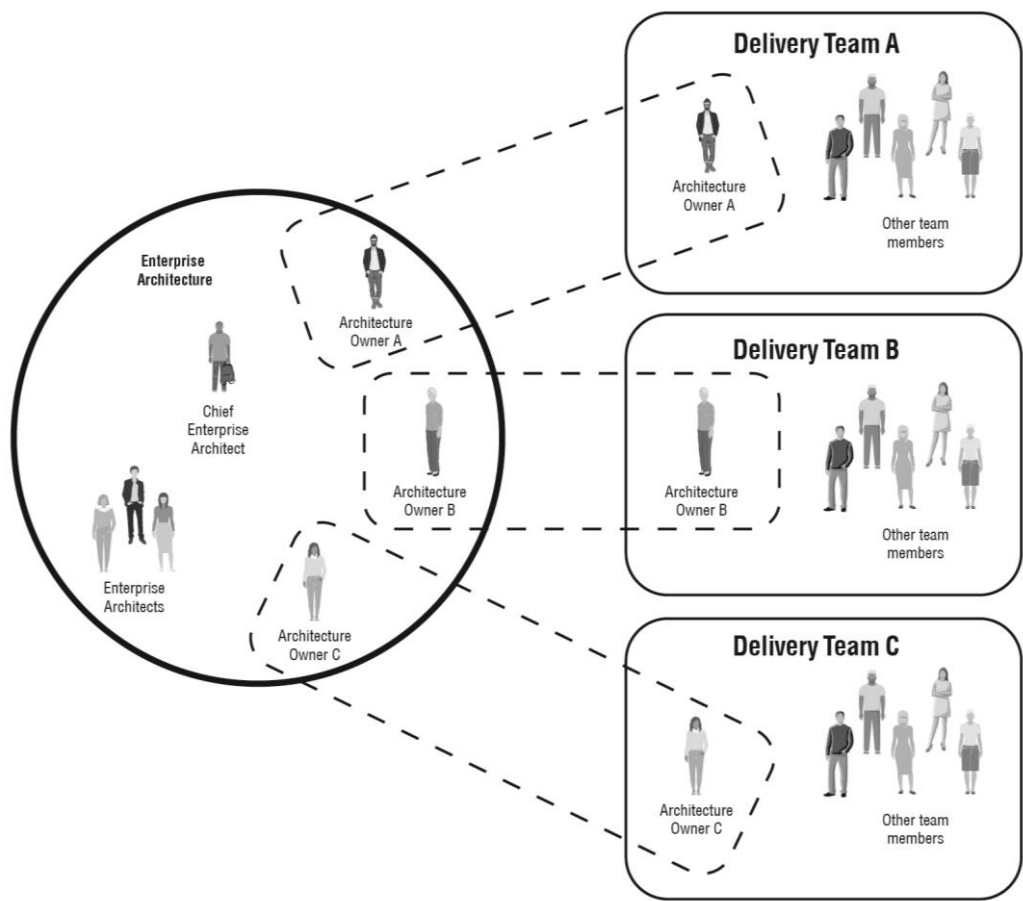 Enterprise
Architecture
Architecture
Owner A
Chief
Enterprise
Architect
Architecture
Owner B
Enterprise
Architects
Architecture
Owner C
Delivery Team A
Architecture
Owner A
Other team
members
Delivery Team B
Architecture
Owner B
Other team
members
Delivery Team C
Architecture
Owner C
Other team
members